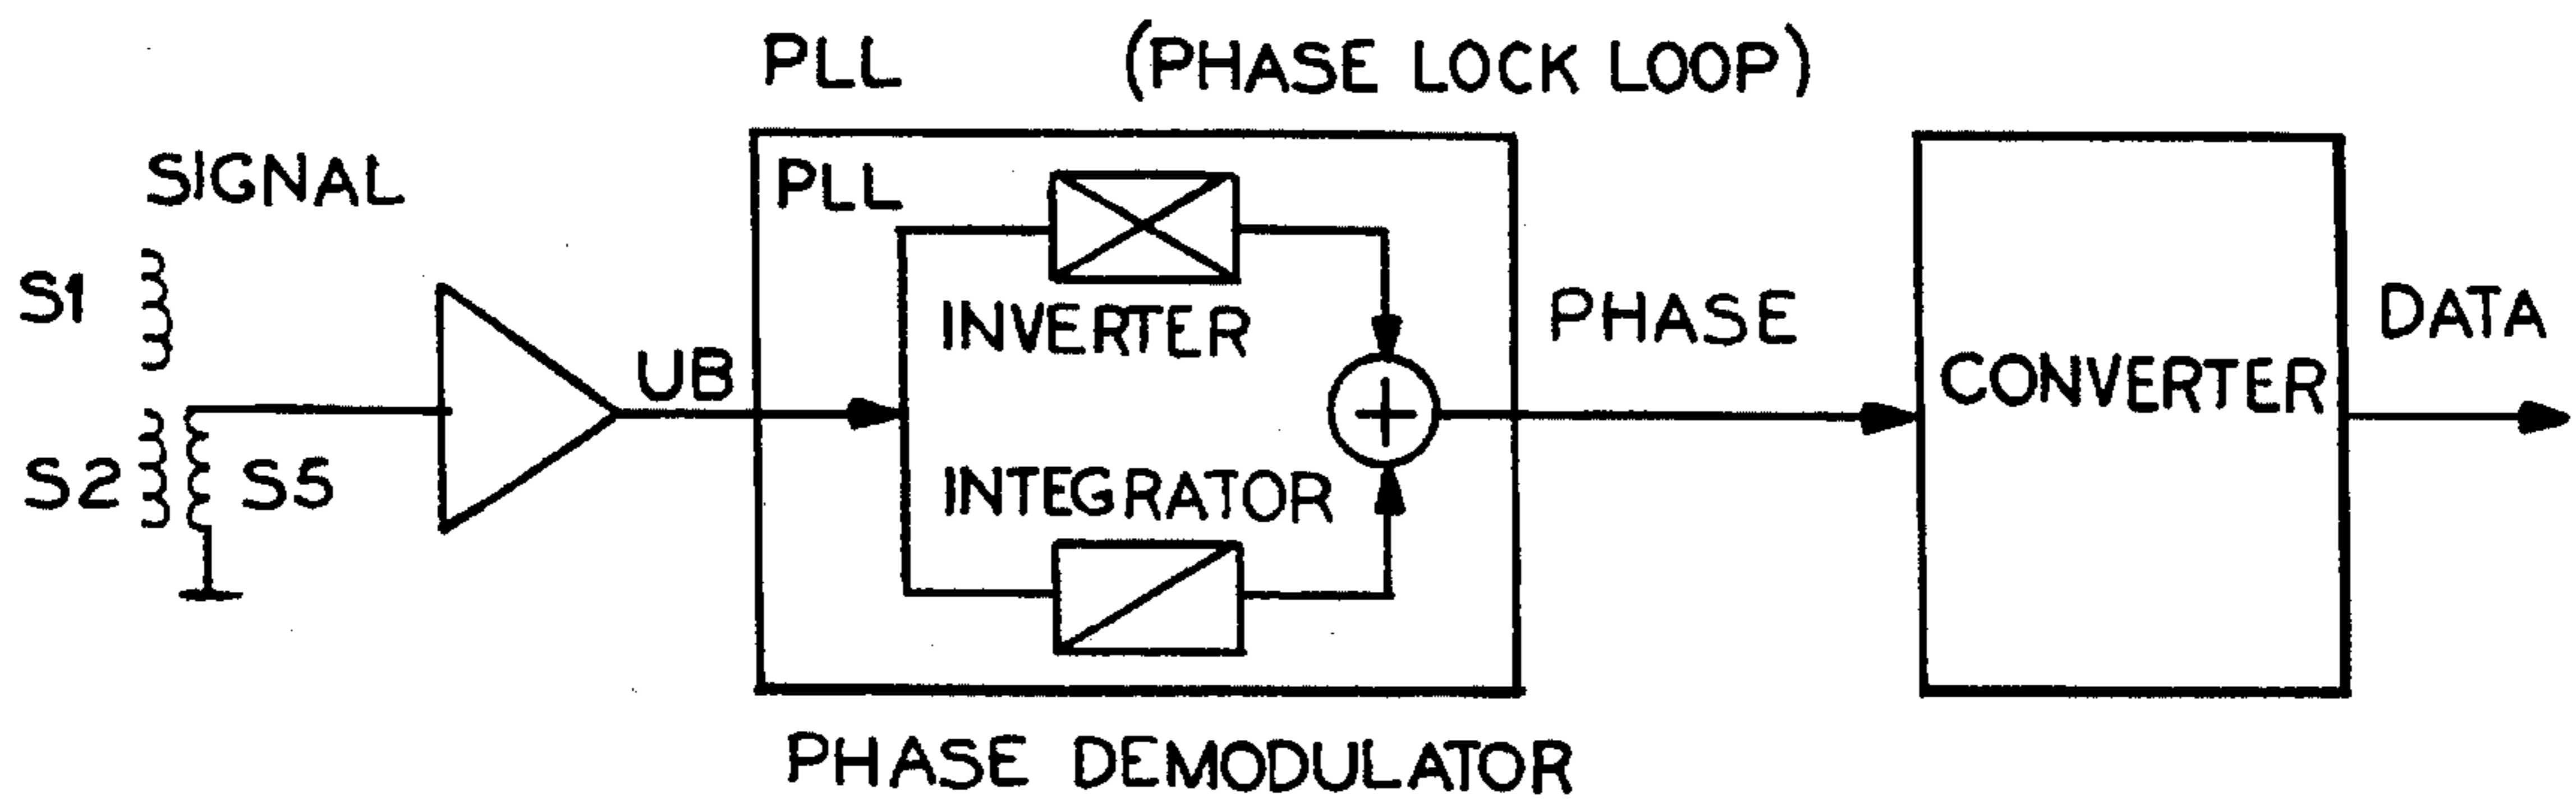 PLL (PHASE LOCK LOOP)
SIGNAL
PLL
S1
INVERTER
PHASE
DATA
UB
CONVERTER
S2
S5
INTEGRATOR
PHASE DEMODULATOR